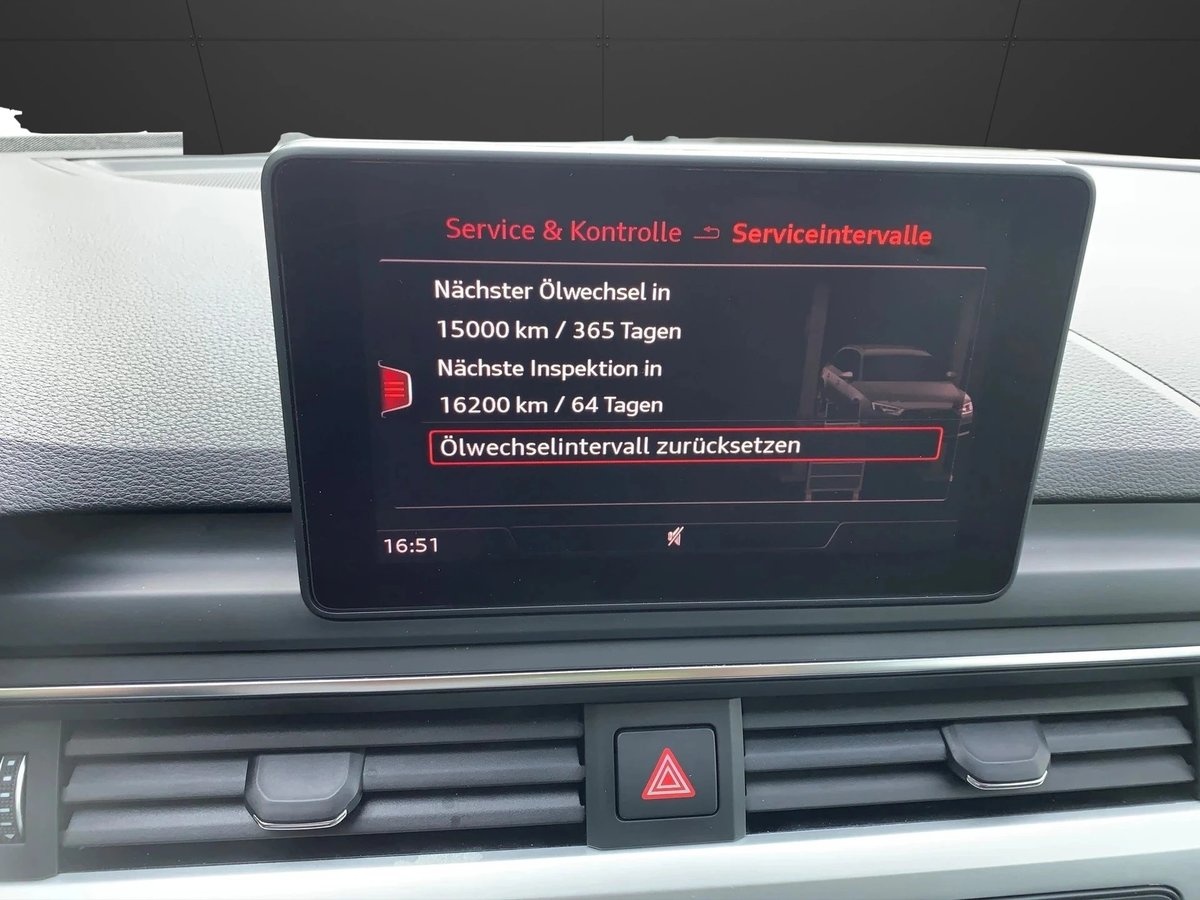 Service & Kontrolle Serviceintervalle
Nächster Ölwechsel in
15000 km / 365 Tagen
Nächste Inspektion in
16200 km / 64 Tagen
Ölwechselintervall zurücksetzen
16:51